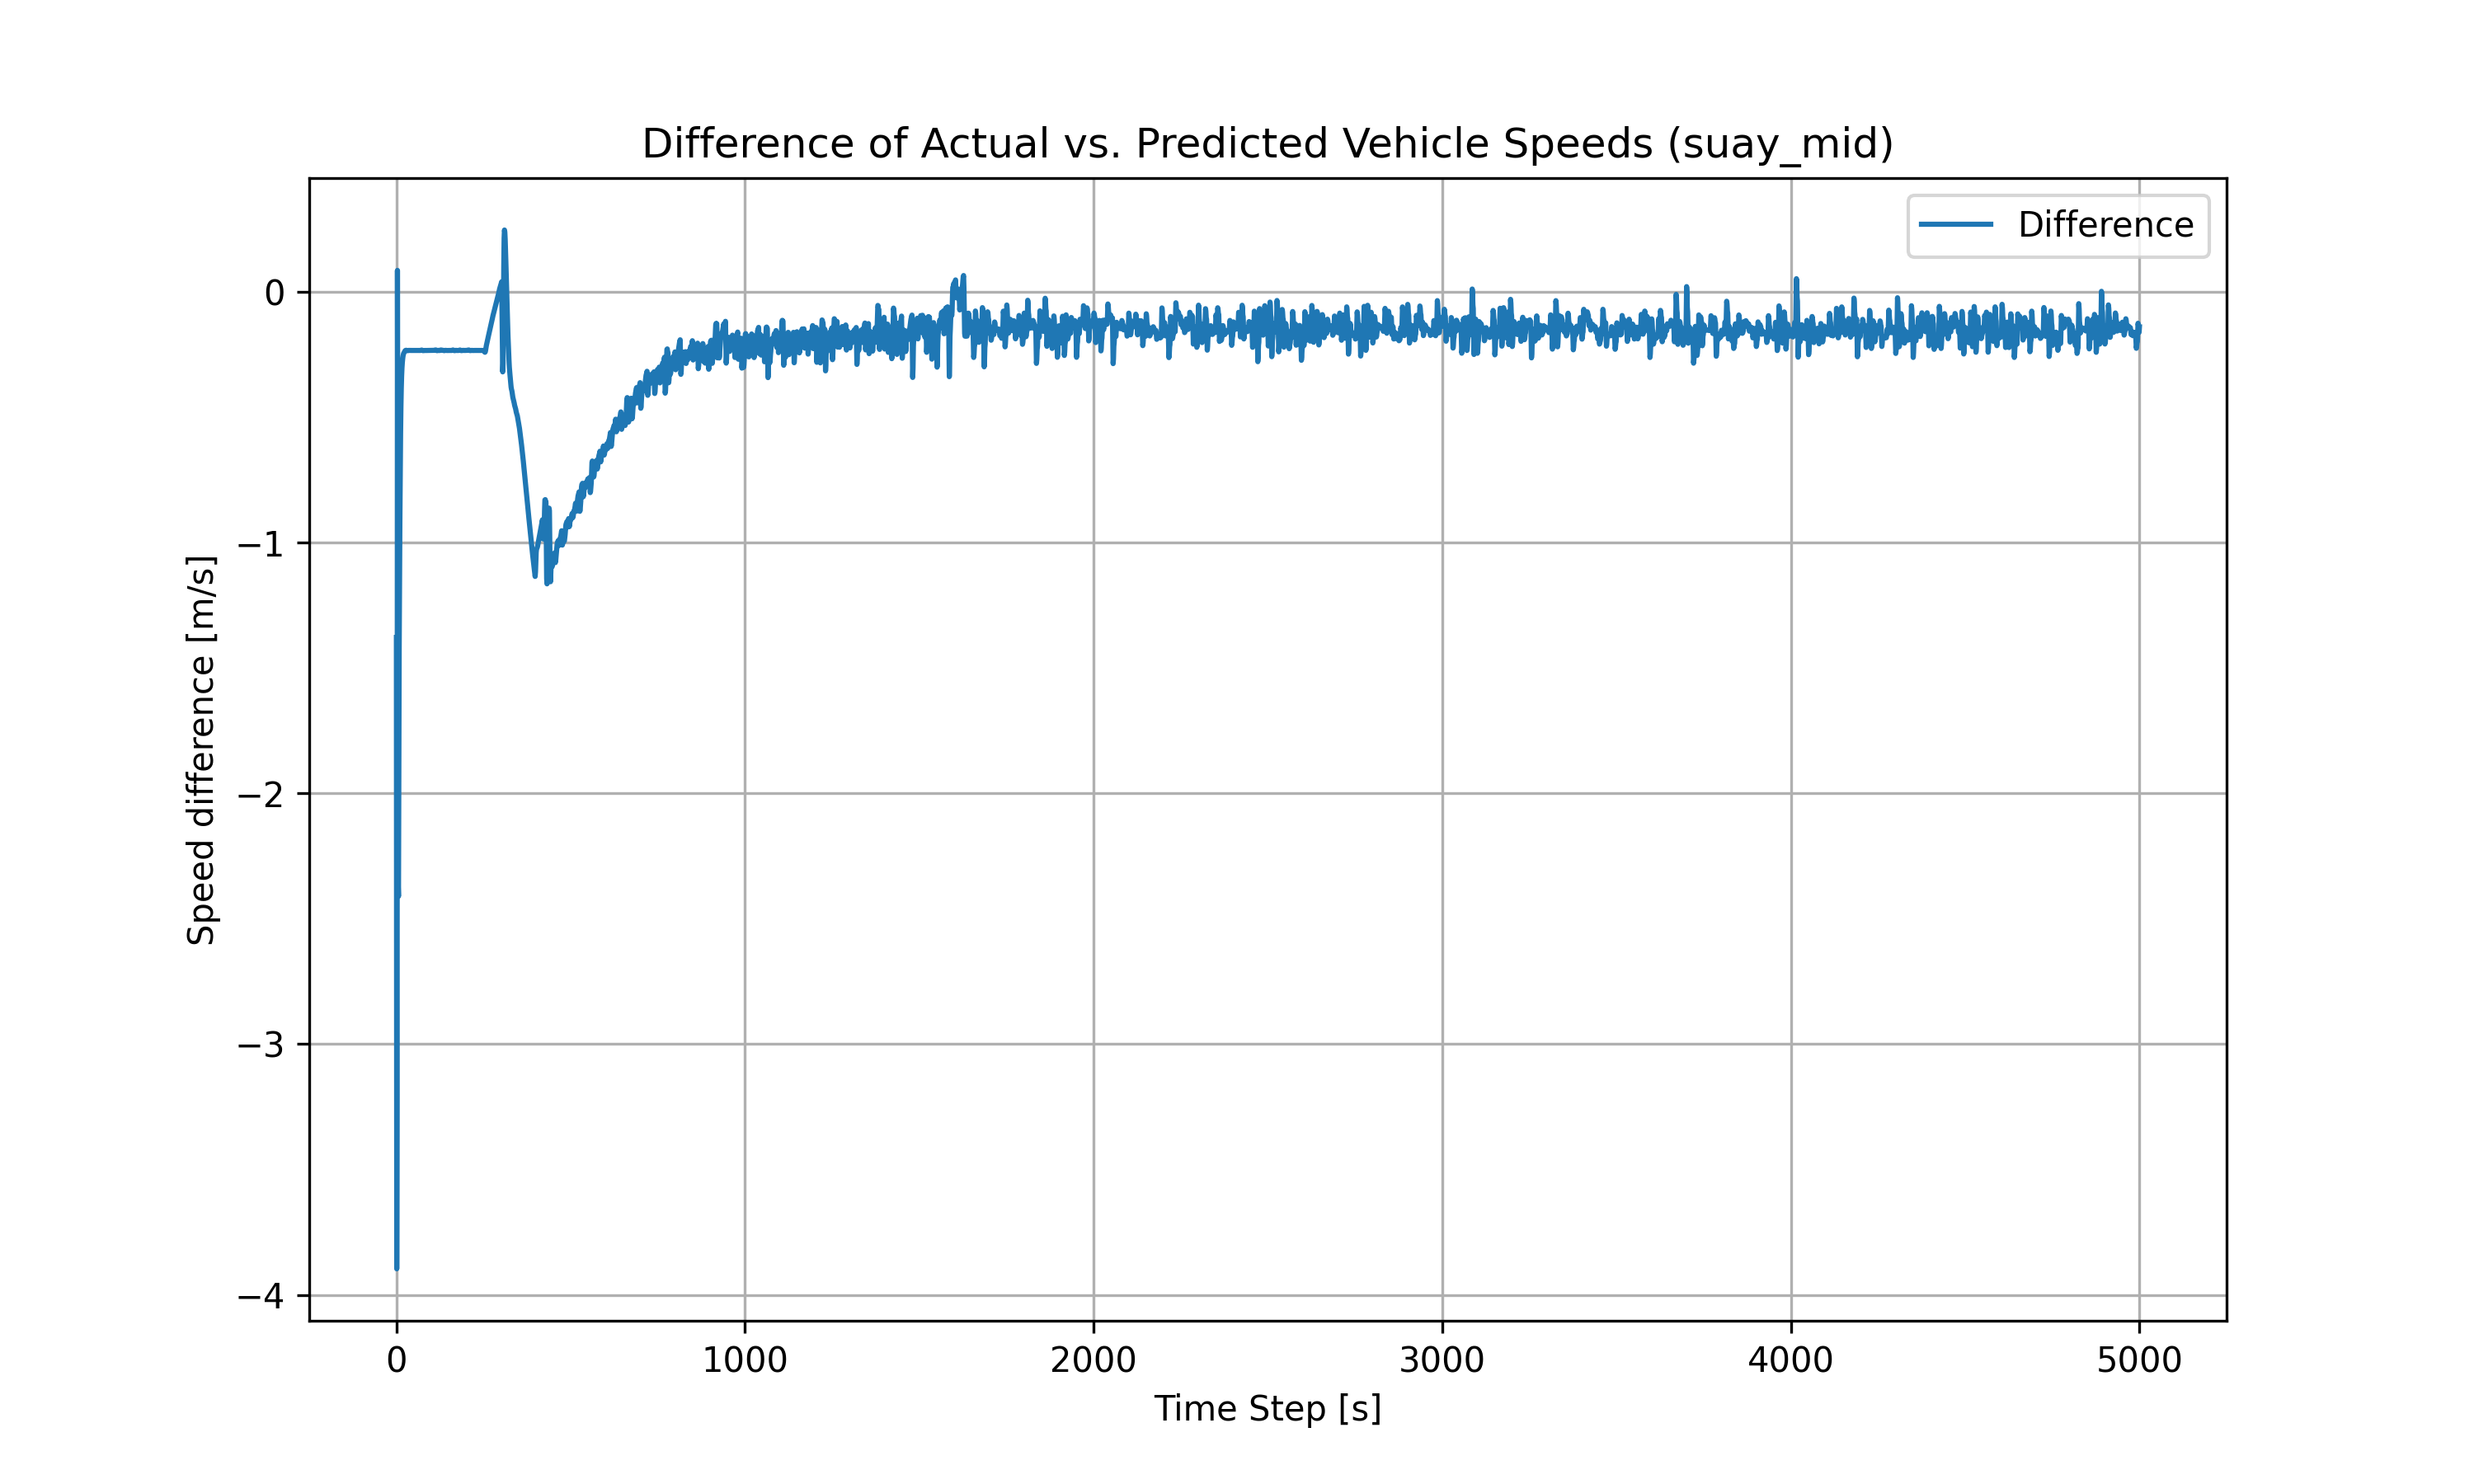 Difference of Actual vs. Predicted Vehicle Speeds (suay_mid)
Difference
Speed difference [m/s]
0
−1
−2
−3
−4
0 1000 2000 3000 4000 5000
Time Step [s]